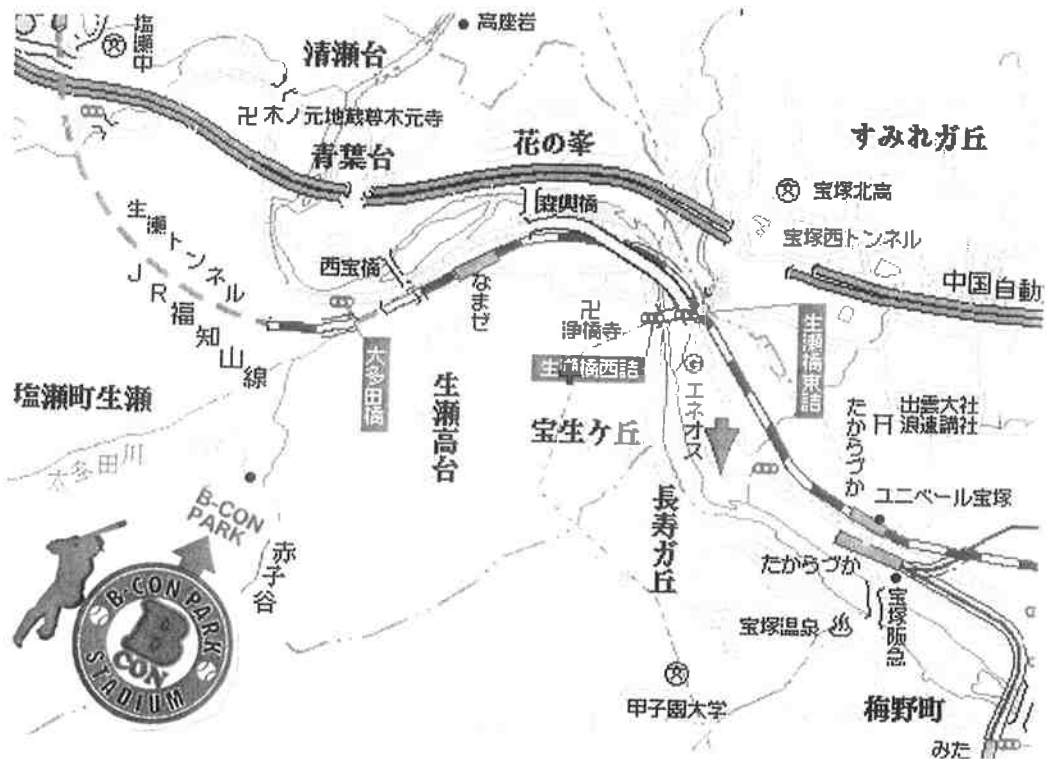 塩瀬中
高座岩
清瀬台
木ノ元地蔵尊木元寺
青葉台
花の峯
すみれガ丘
宝塚北高
宝塚西トンネル
中国自動
生瀬トンネル
JR福知山線
西宝橋
なまぜ
浄橋寺
生瀬橋西詰
生瀬橋東詰
大多田橋
エネオス
G
塩瀬町生瀬
太多田川
生瀬高台
宝生ケ丘
出雲大社
浪速講社
たからづか
ユニベール宝塚
長寿ガ丘
B-CON
PARK
赤子谷
たからづか
宝塚阪急
宝塚温泉
甲子園大学
梅野町
みた
B-CON PARK
B
CON
STADIUM